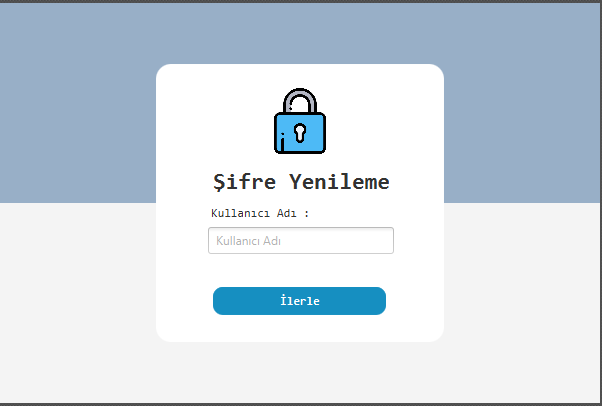 Şifre Yenileme
Kullanıcı Adı :
Kullanıcı Adı
İlerle